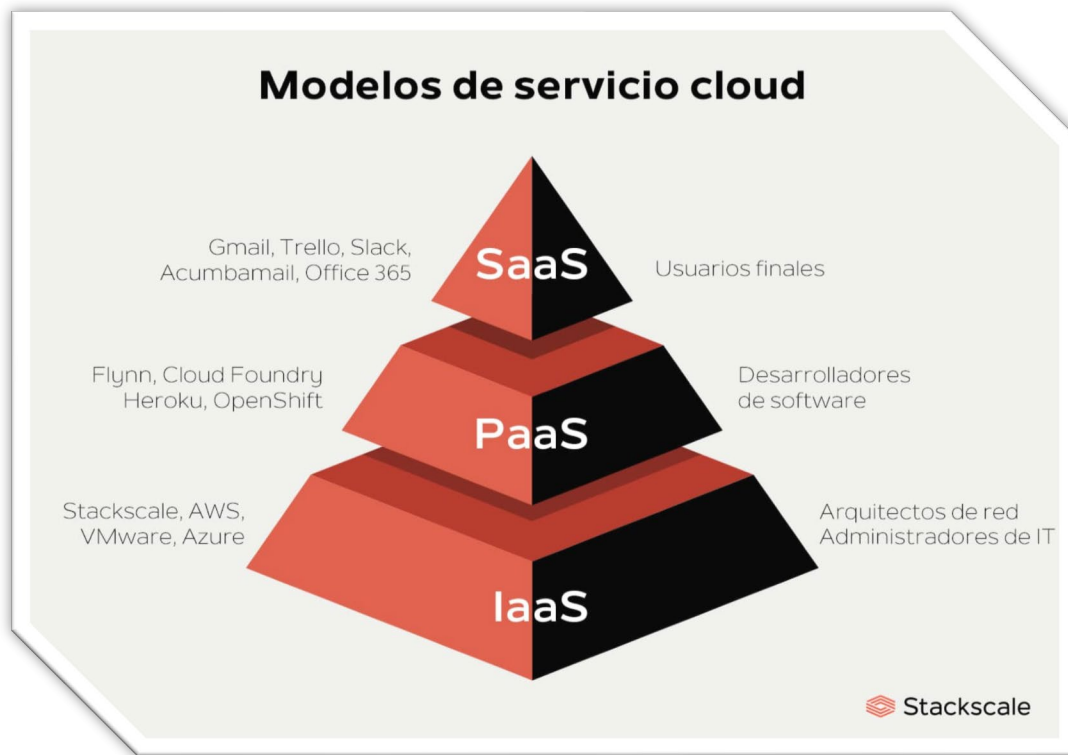 Modelos de servicio cloud
Gmail, Trello, Slack,
Acumbamail, Office 365
SaaS
Usuarios finales
Flynn, Cloud Foundry
Heroku, OpenShift
PaaS
Desarrolladores
de software
Stackscale, AWS,
VMware, Azure
IaaS
Arquitectos de red
Administradores de IT
Stackscale